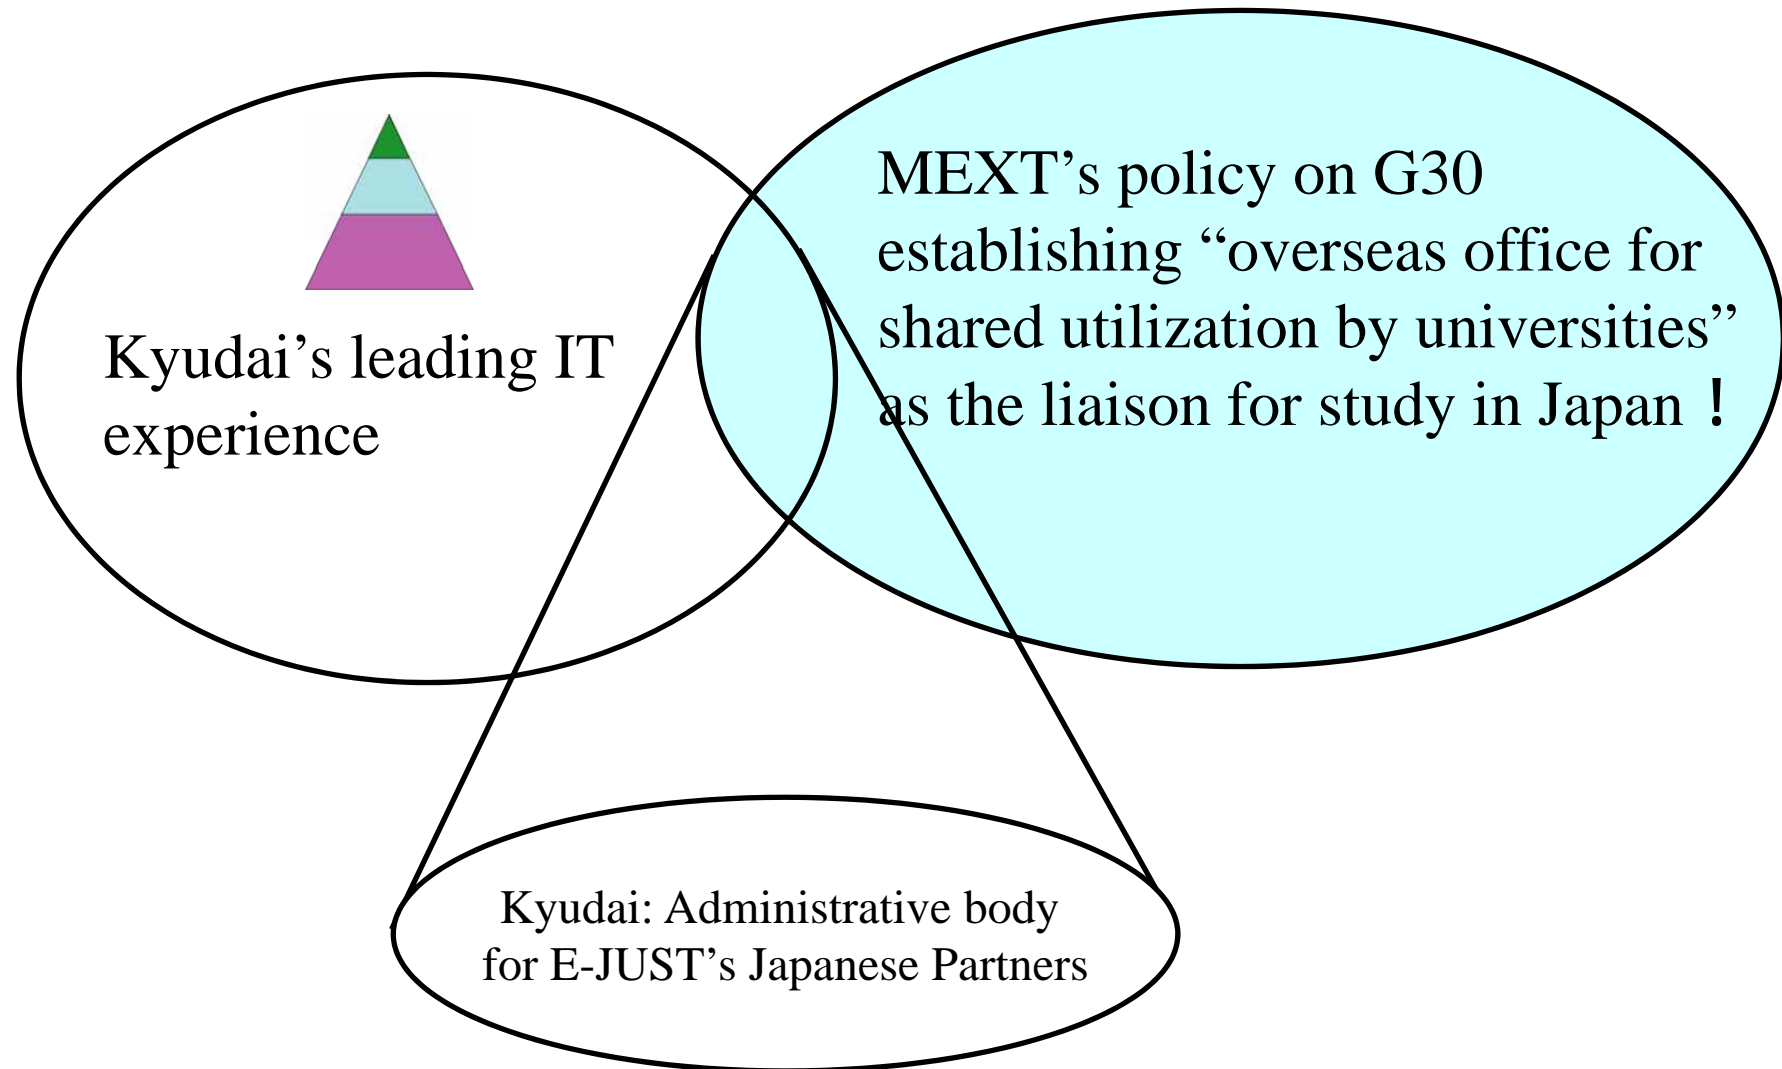 Kyudai’s leading IT
experience
MEXT’s policy on G30
establishing “overseas office for
shared utilization by universities”
as the liaison for study in Japan！
Kyudai: Administrative body
for E-JUST’s Japanese Partners